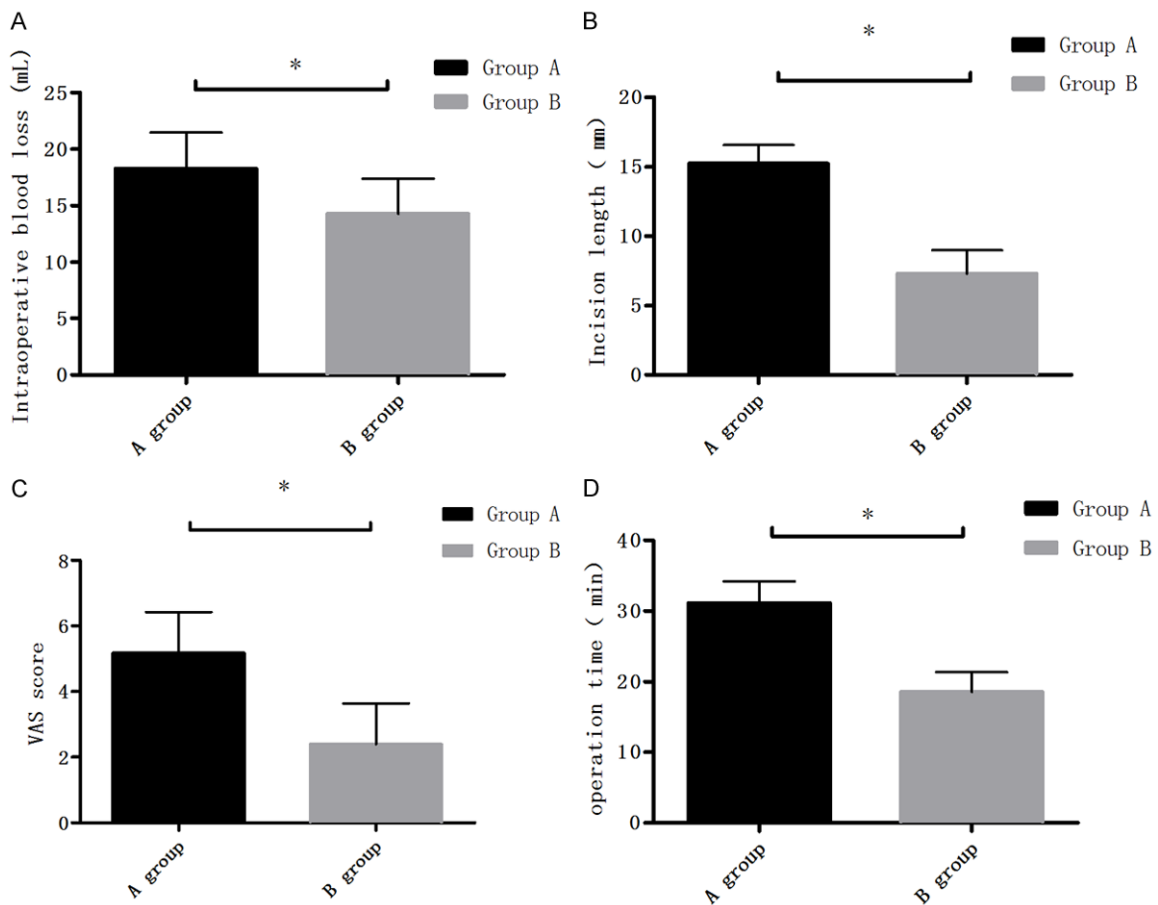 A
*
Group A
Group B
Intraoperative blood loss (mL)
25
20
15
10
5
0
A group
B group
B
*
Group A
Group B
Incision length ( mm)
20
15
10
5
0
A group
B group
C
*
Group A
Group B
VAS score
8
6
4
2
0
A group
B group
D
*
Group A
Group B
operation time ( min)
40
30
20
10
0
A group
B group